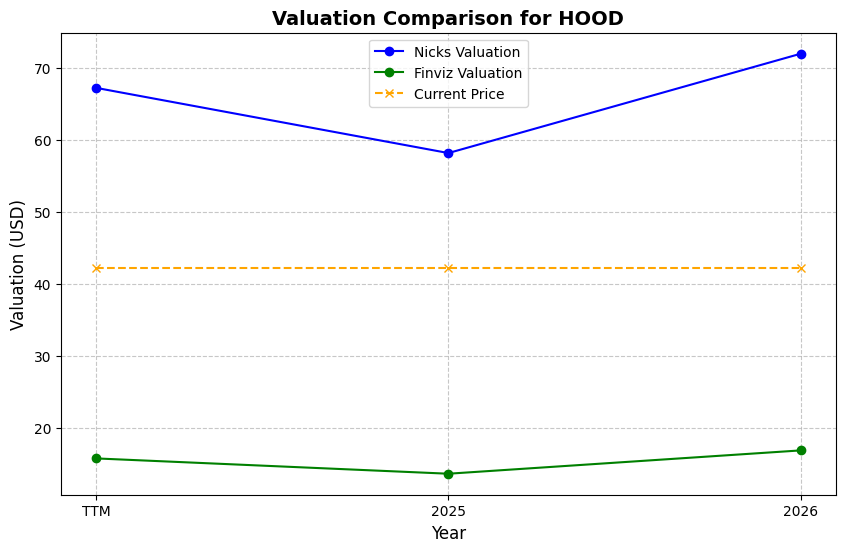 Valuation Comparison for HOOD
Nicks Valuation
Finviz Valuation
Current Price
Valuation (USD)
70
60
50
40
30
20
TTM
2025
2026
Year